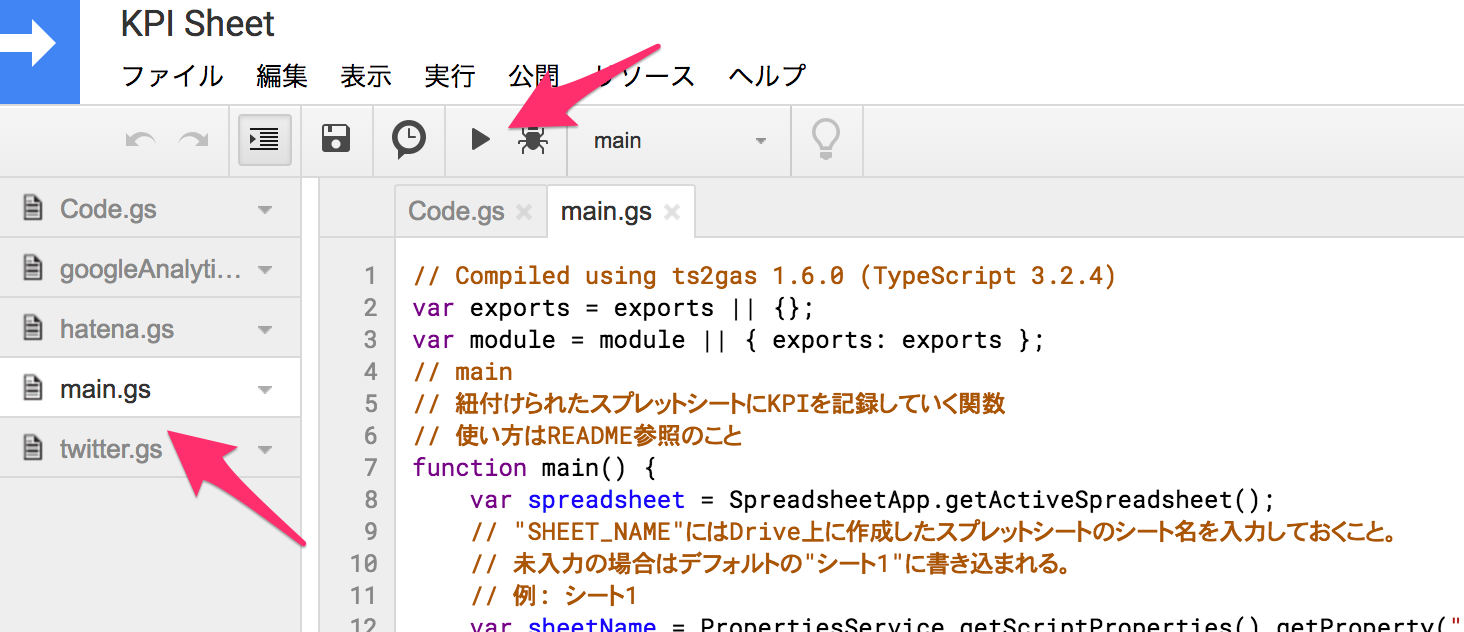 KPI Sheet
ファイル 編集 表示 実行 公開 リソース ヘルプ
main
Code.gs
googleAnalyti...
hatena.gs
main.gs
twitter.gs
Code.gs × main.gs ×
1 // Compiled using ts2gas 1.6.0 (TypeScript 3.2.4)
2 var exports = exports || {};
3 var module = module || { exports: exports };
4 // main
5 // 紐付けられたスプレットシートにKPIを記録していく関数
6 // 使い方はREADME参照のこと
7 function main() {
8 var spreadsheet = SpreadsheetApp.getActiveSpreadsheet();
9 // "SHEET_NAME"にはDrive上に作成したスプレットシートのシート名を入力しておくこと。
10 // 未入力の場合はデフォルトの"シート1"に書き込まれる。
11 // 例: シート1
12 var sheetName = PropertiesService.getScriptProperties().getProperty("